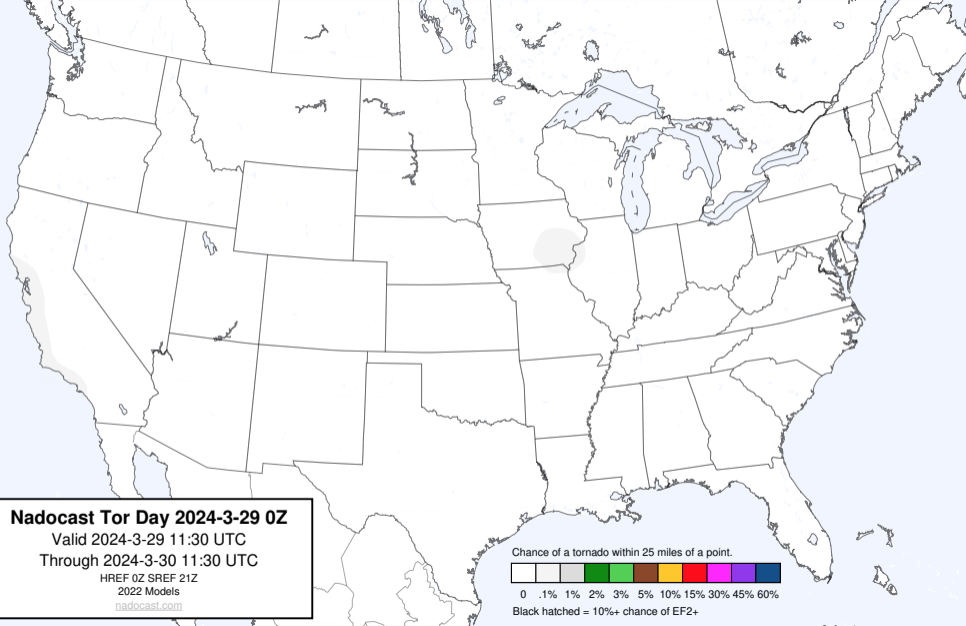 Nadocast Tor Day 2024-3-29 0Z
Valid 2024-3-29 11:30 UTC
Through 2024-3-30 11:30 UTC
HREF 0Z SREF 21Z
2022 Models
nadocast.com
Chance of a tornado within 25 miles of a point.
0 .1% 1% 2% 3% 5% 10% 15% 30% 45% 60%
Black hatched = 10%+ chance of EF2+